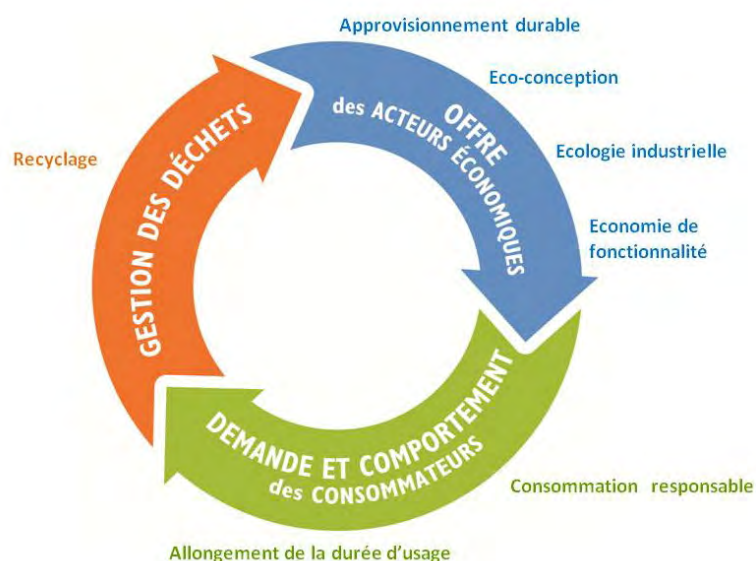 Approvisionnement durable
Eco-conception
Ecologie industrielle
Economie de
fonctionnalité
OFFRE
des ACTEURS ÉCONOMIQUES
Consommation responsable
Allongement de la durée d’usage
DEMANDE ET COMPORTEMENT
des CONSOMMATEURS
Recyclage
GESTION DES DÉCHETS